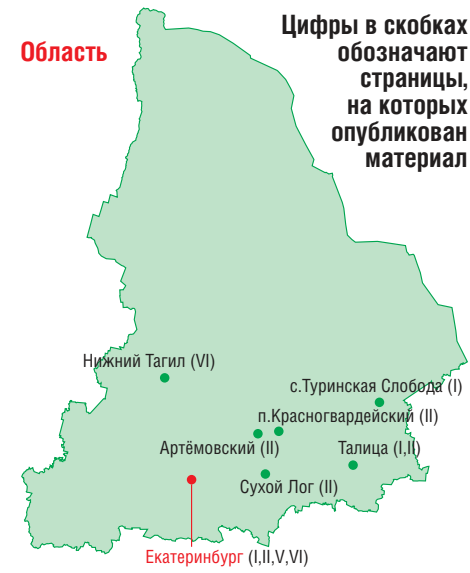 Область
Цифры в скобках
обозначают
страницы,
на которых
опубликован
материал
Нижний Тагил (VI)
с.Туринская Слобода (I)
п.Красногвардейский (II)
Артёмовский (II)
Талица (I,II)
Сухой Лог (II)
Екатеринбург (I,II,V,VI)